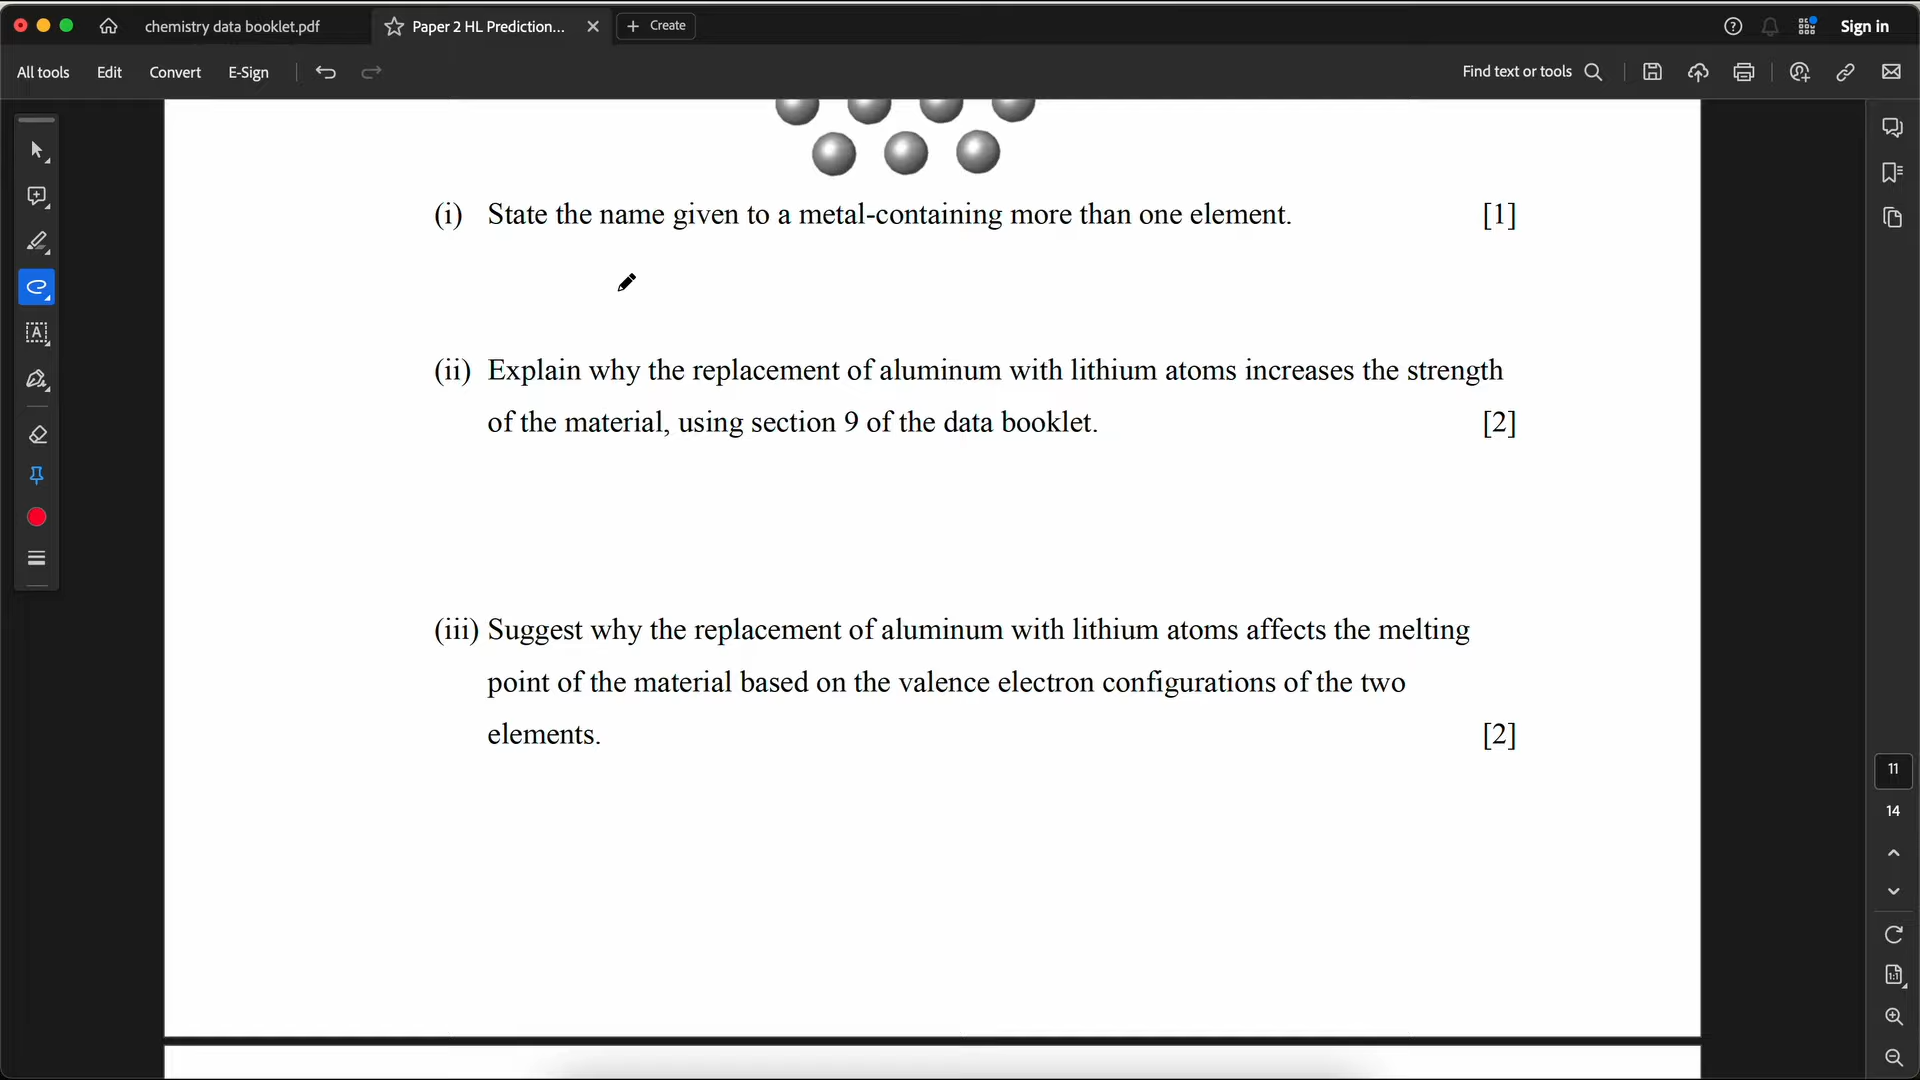 chemistry data booklet.pdf
Paper 2 HL Prediction...
Create
Sign in
All tools
Edit
Convert
E-Sign
Find text or tools
(i) State the name given to a metal-containing more than one element. [1]
(ii) Explain why the replacement of aluminum with lithium atoms increases the strength
of the material, using section 9 of the data booklet. [2]
(iii) Suggest why the replacement of aluminum with lithium atoms affects the melting
point of the material based on the valence electron configurations of the two
elements. [2]
11
14